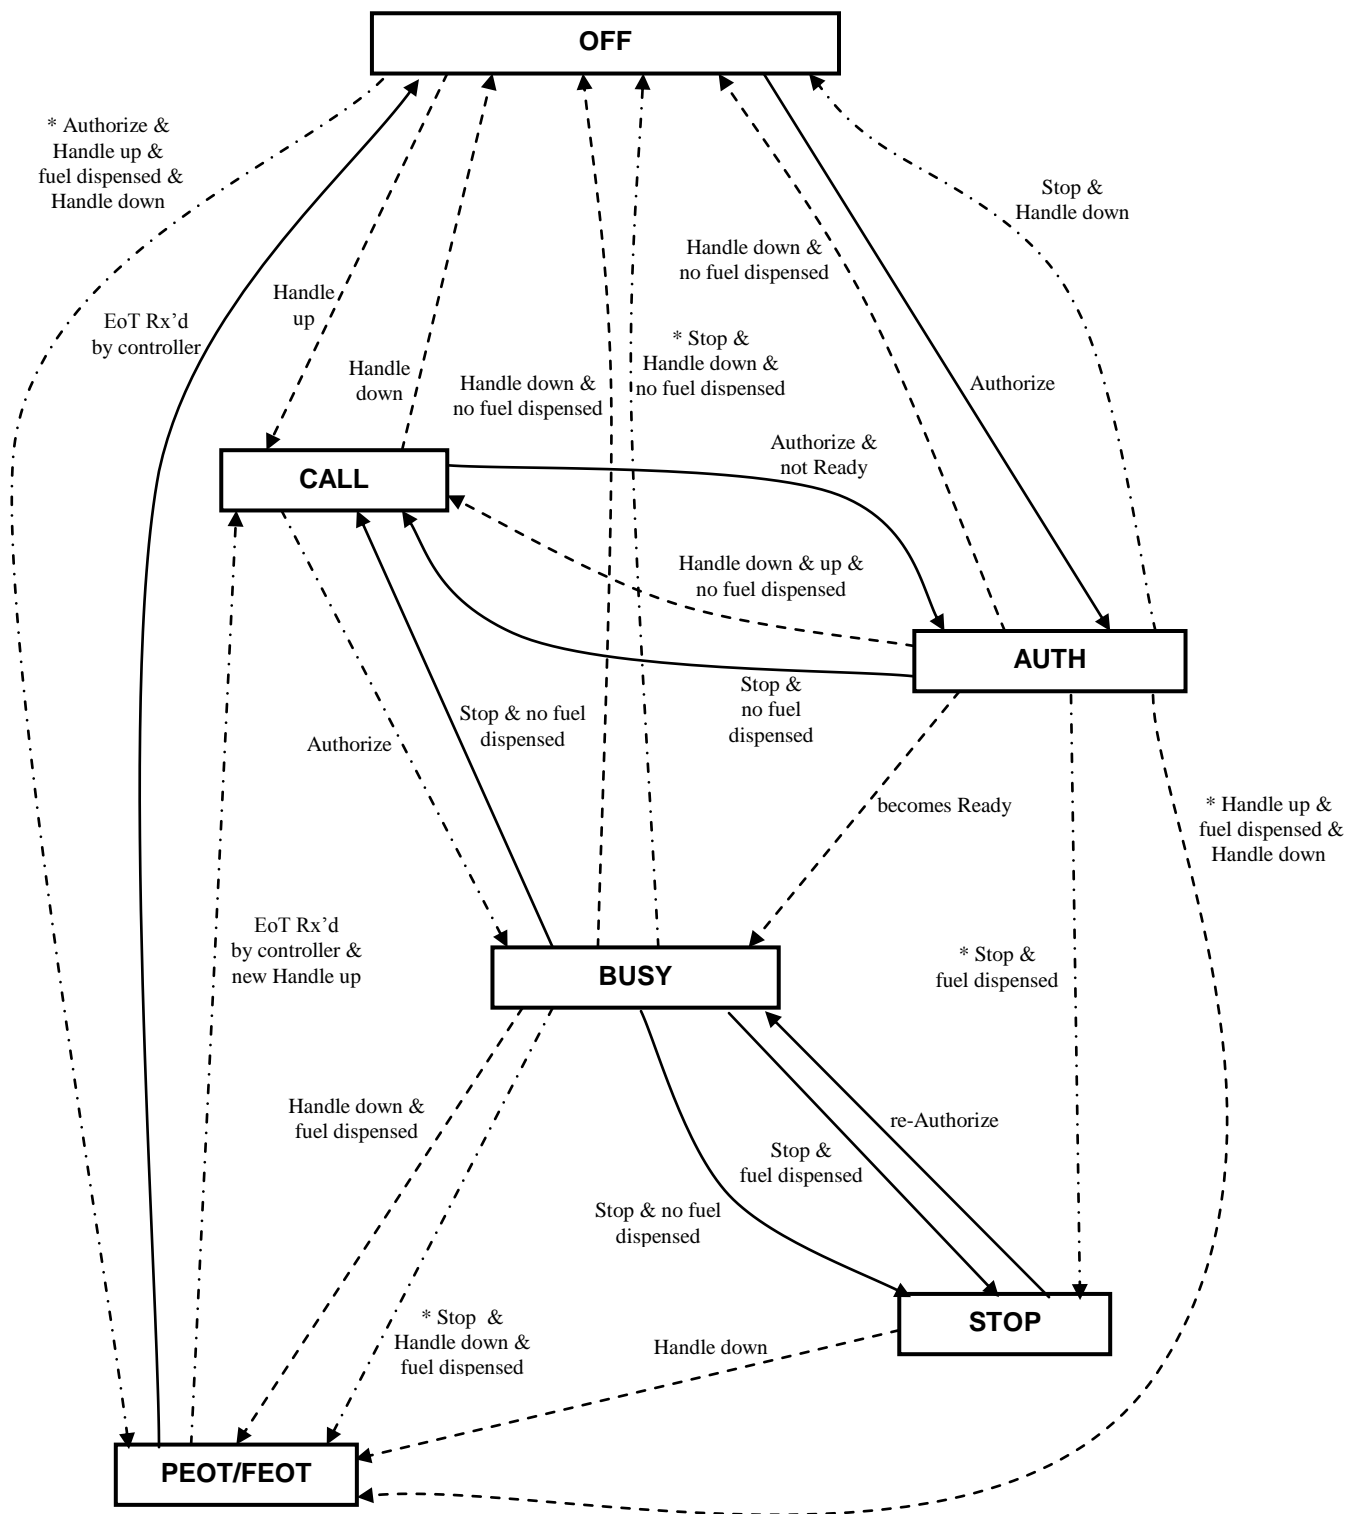 OFF
* Authorize &
Handle up &
fuel dispensed &
Handle down
Stop &
Handle down
Handle down &
no fuel dispensed
Handle
up
EoT Rx’d
by controller
* Stop &
Handle down &
no fuel dispensed
Handle
down
Handle down &
no fuel dispensed
Authorize
Authorize &
not Ready
CALL
Handle down & up &
no fuel dispensed
AUTH
Stop &
no fuel
dispensed
Stop & no fuel
dispensed
Authorize
becomes Ready
* Handle up &
fuel dispensed &
Handle down
EoT Rx’d
by controller &
new Handle up
* Stop &
fuel dispensed
BUSY
Handle down &
fuel dispensed
re-Authorize
Stop &
fuel dispensed
Stop & no fuel
dispensed
* Stop &
Handle down &
fuel dispensed
STOP
Handle down
PEOT/FEOT